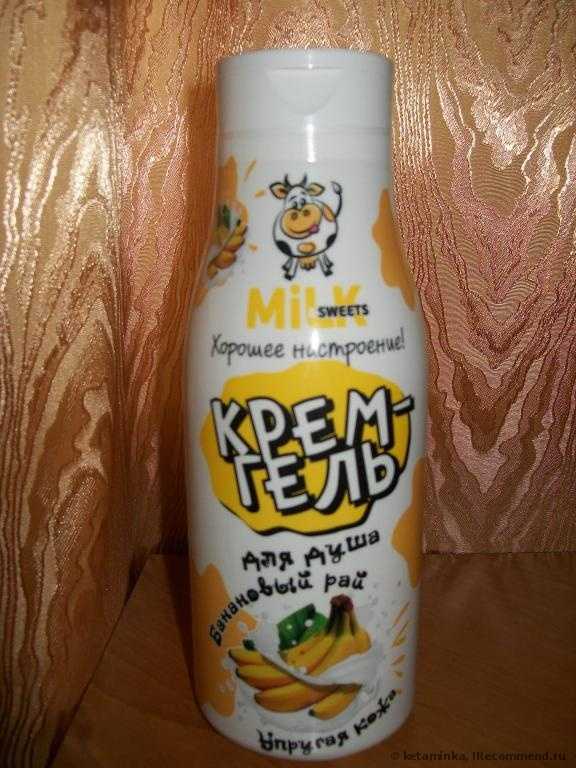 MiLK
SWEETS
Хорошее настроение!
КРЕМ-
ГЕЛЬ
для душа
Банановый рай
Упругая кожа
© ketaminka, IRecommend.ru